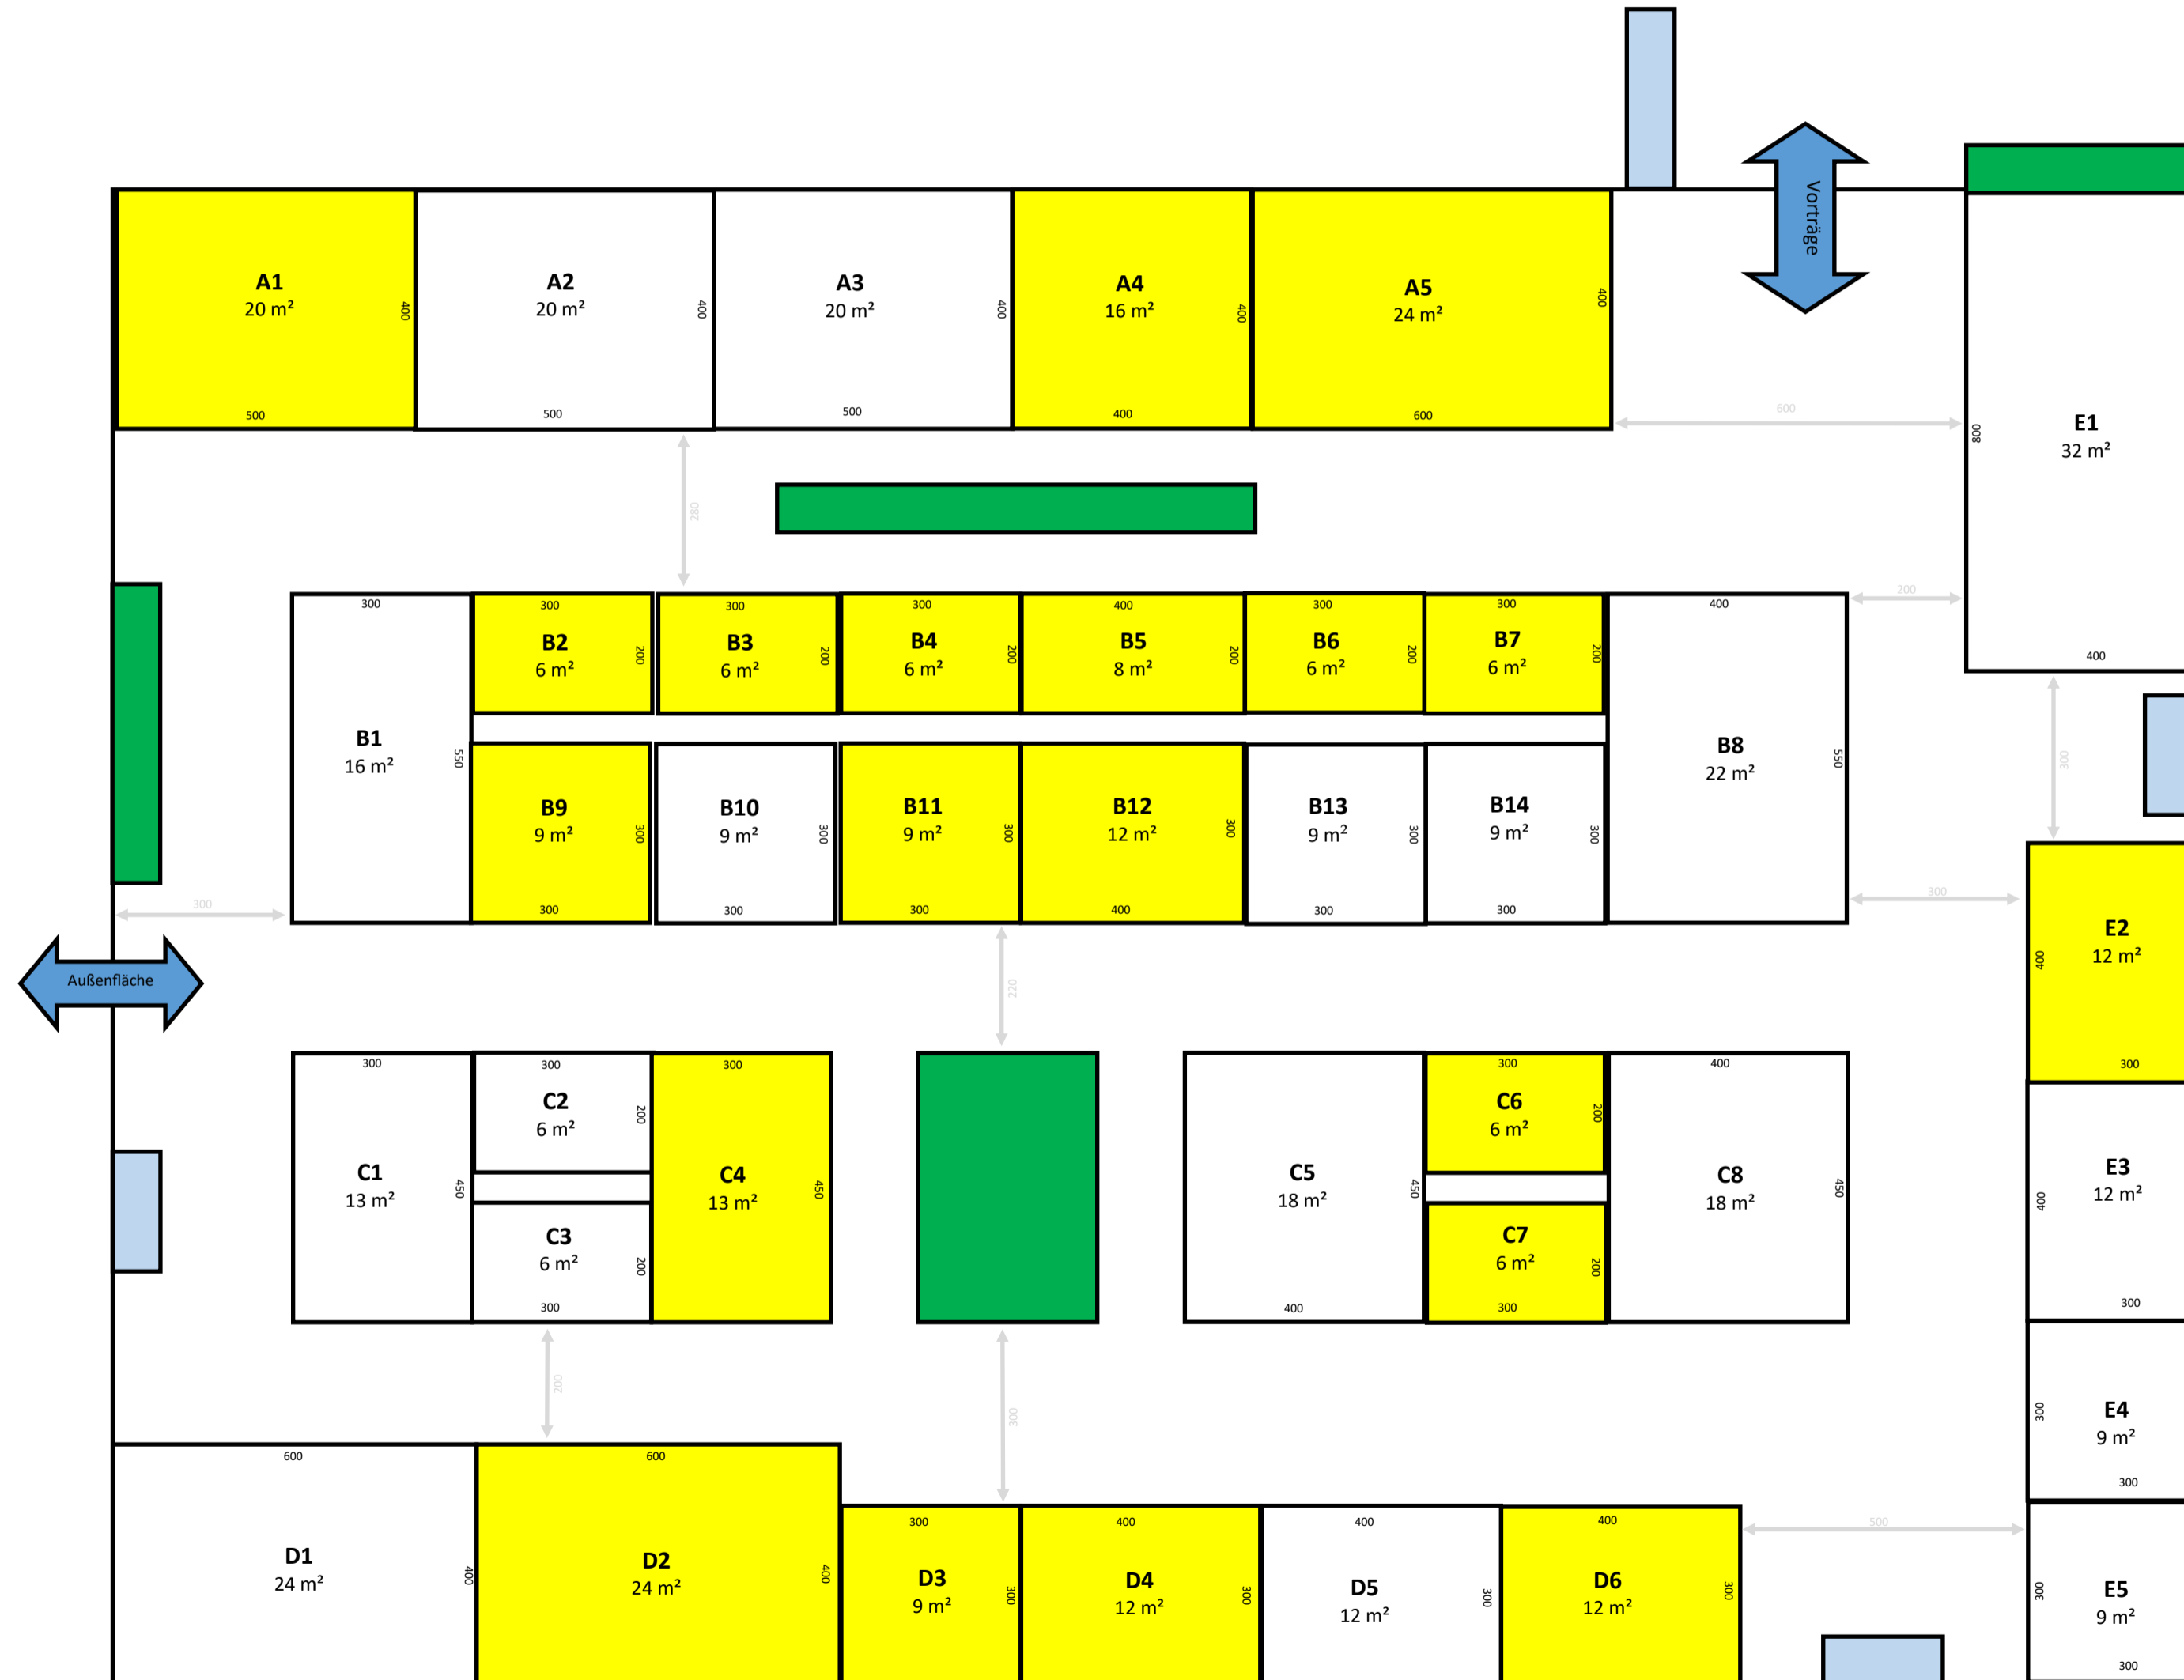 Vorträge
A1
20 m²
400
500
A2
20 m²
400
500
A3
20 m²
400
500
A4
16 m²
400
400
A5
24 m²
400
600
600
E1
32 m²
800
400
280
200
300
B1
16 m²
550
300
B2
6 m²
200
300
B3
6 m²
200
300
B4
6 m²
200
400
B5
8 m²
200
300
B6
6 m²
200
300
B7
6 m²
200
400
B8
22 m²
550
B9
9 m²
300
300
B10
9 m²
300
300
B11
9 m²
300
300
B12
12 m²
300
400
B13
9 m²
300
300
B14
9 m²
300
300
300
300
300
Außenfläche
220
E2
12 m²
400
300
300
C1
13 m²
450
300
C2
6 m²
200
C3
6 m²
200
300
300
C4
13 m²
450
C5
18 m²
450
400
300
C6
6 m²
200
C7
6 m²
200
300
400
C8
18 m²
450
E3
12 m²
400
300
200
300
E4
9 m²
300
300
600
D1
24 m²
400
600
D2
24 m²
400
300
D3
9 m²
300
400
D4
12 m²
300
400
D5
12 m²
300
400
D6
12 m²
300
500
E5
9 m²
300
300